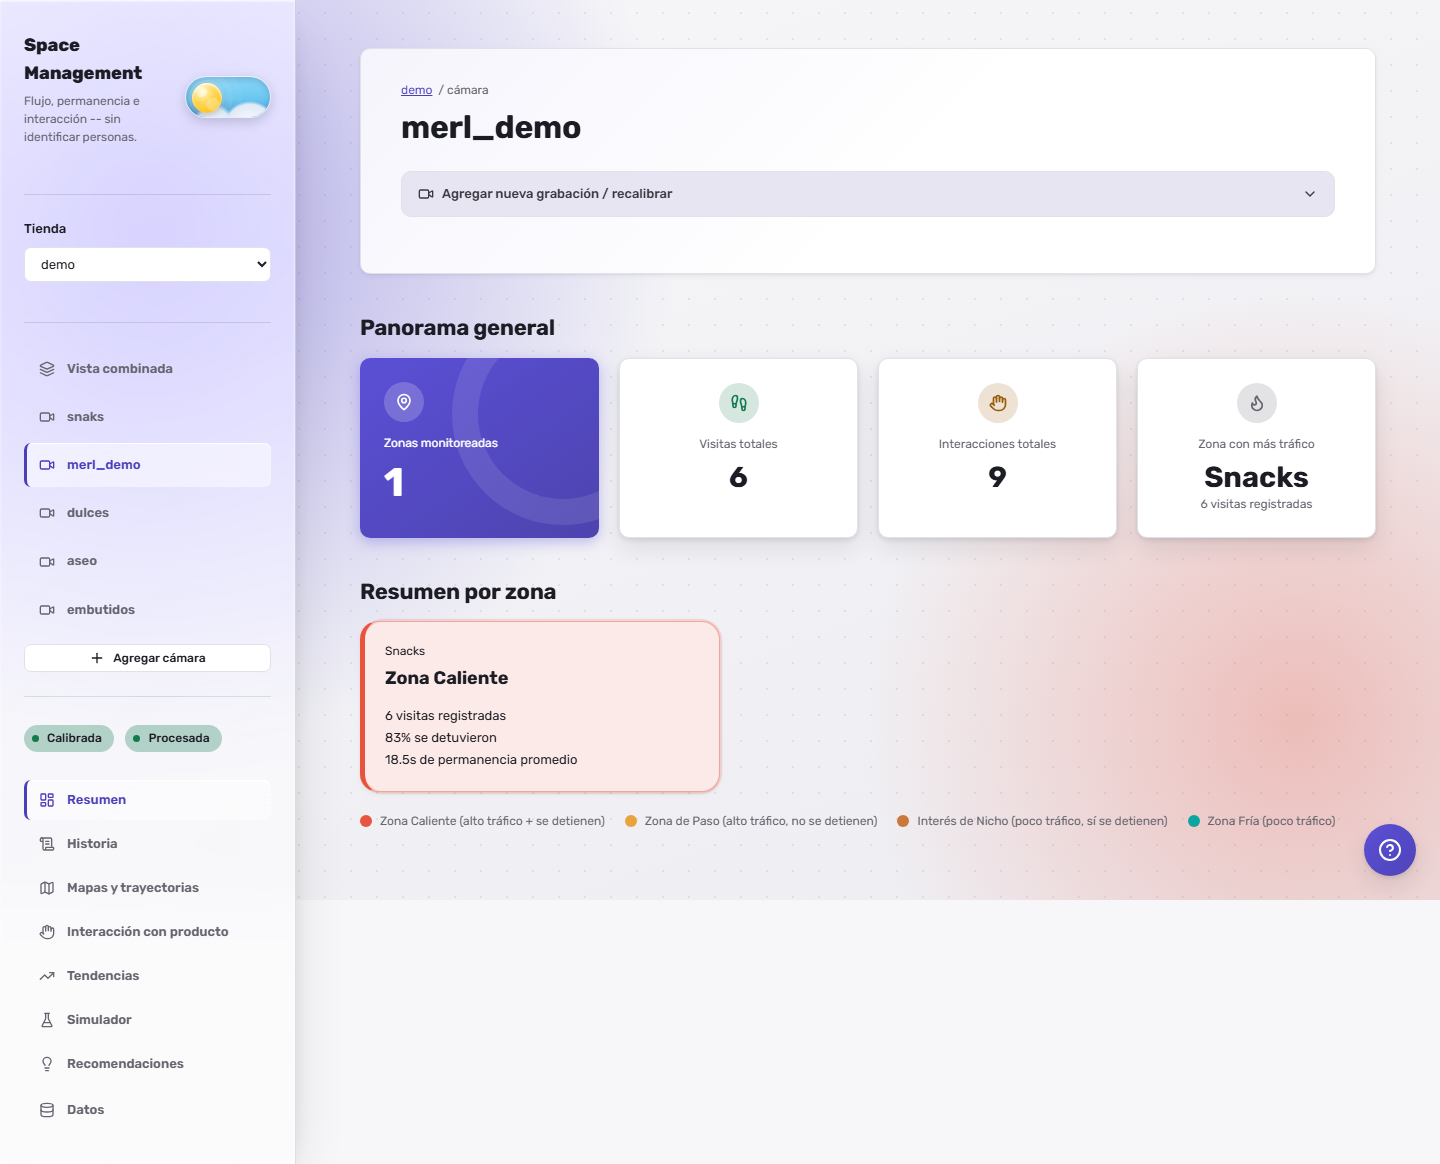 Space
Management
Flujo, permanencia e
interacción -- sin
identificar personas.
Tienda
demo
Vista combinada
snaks
merl_demo
dulces
aseo
embutidos
Agregar cámara
Calibrada
Procesada
Resumen
Historia
Mapas y trayectorias
Interacción con producto
Tendencias
Simulador
Recomendaciones
Datos
demo / cámara
merl_demo
Agregar nueva grabación / recalibrar
Panorama general
Zonas monitoreadas
1
Visitas totales
6
Interacciones totales
9
Zona con más tráfico
Snacks
6 visitas registradas
Resumen por zona
Snacks
Zona Caliente
6 visitas registradas
83% se detuvieron
18.5s de permanencia promedio
Zona Caliente (alto tráfico + se detienen)
Zona de Paso (alto tráfico, no se detienen)
Interés de Nicho (poco tráfico, sí se detienen)
Zona Fría (poco tráfico)